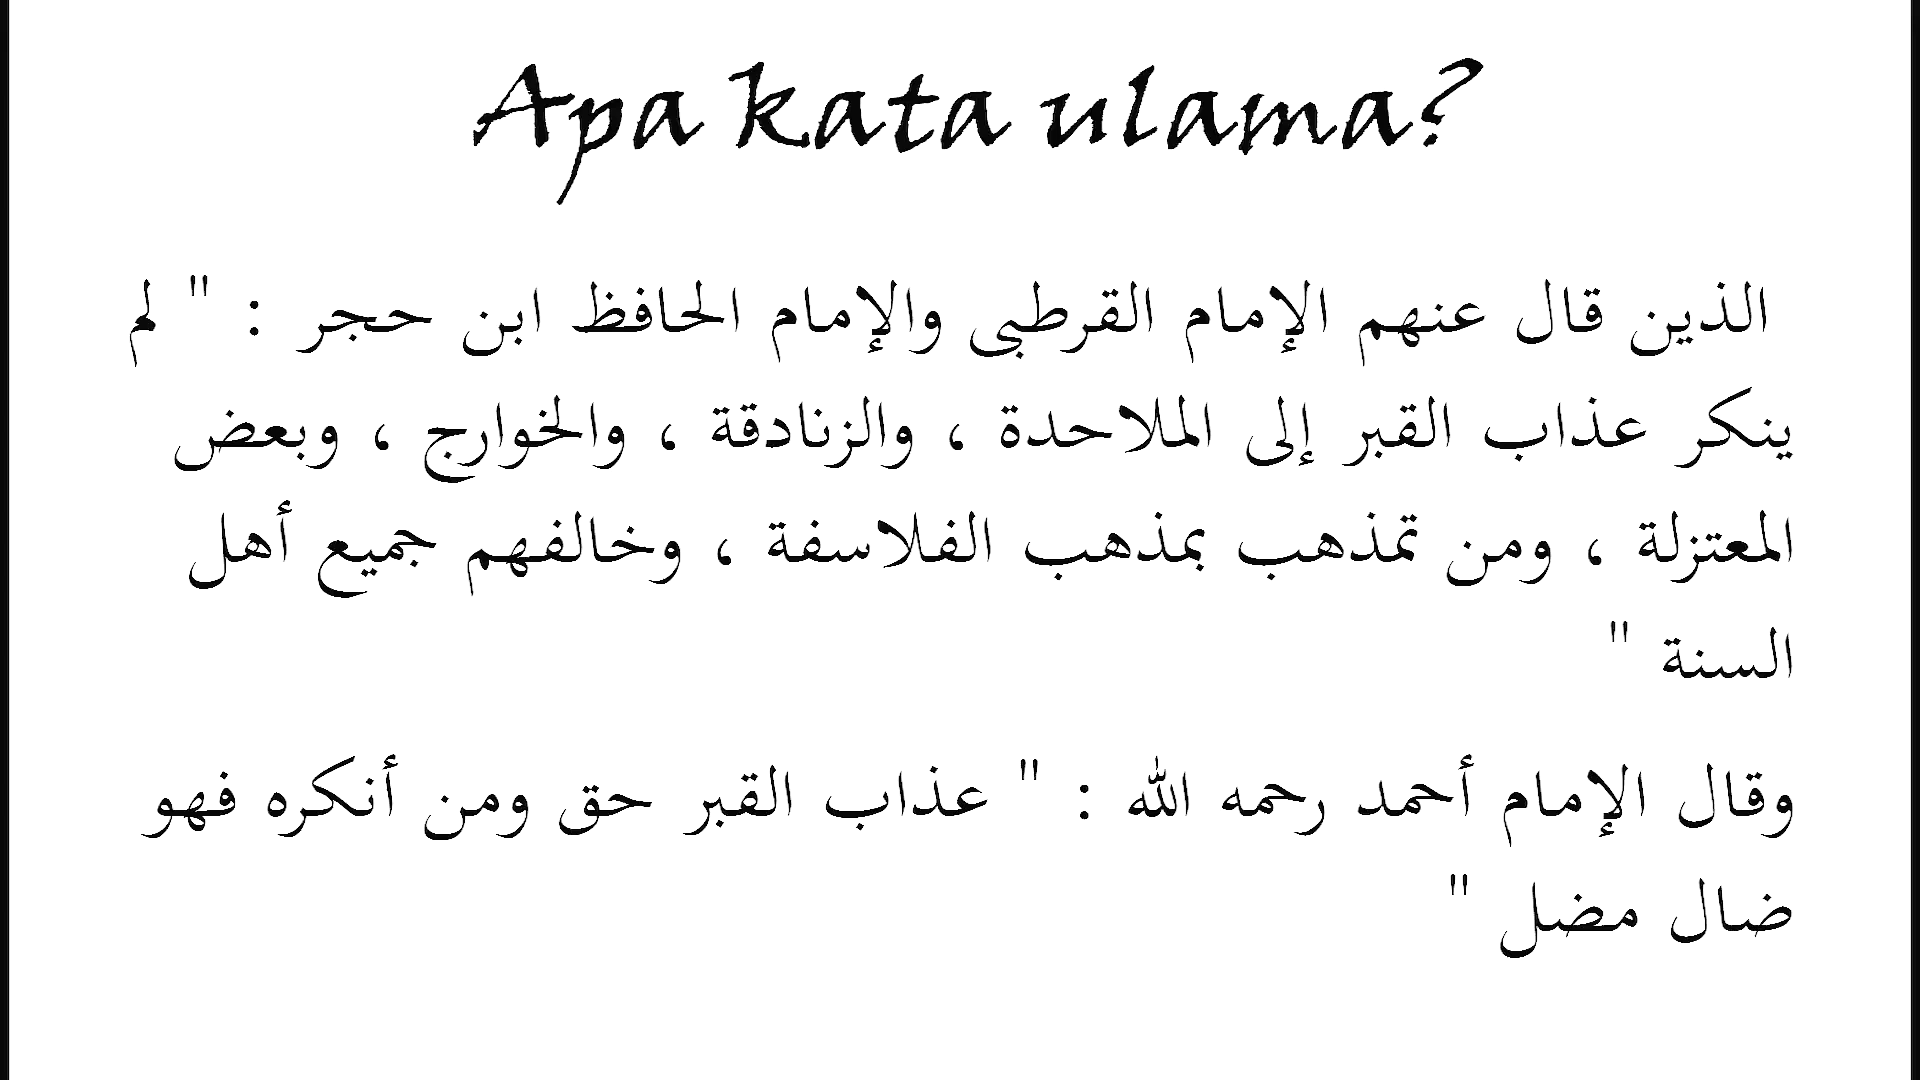 Apa kata ulama?
الذين قال عنهم الإمام القرطبى والإمام الحافظ ابن حجر : " لم
ينكر عذاب القبر إلى الملاحدة ، والزنادقة ، والخوارج ، وبعض
المعتزلة ، ومن تمذهب بمذهب الفلاسفة ، وخالفهم جميع أهل
السنة "
وقال الإمام أحمد رحمه الله : " عذاب القبر حق ومن أنكره فهو
ضال مضل "